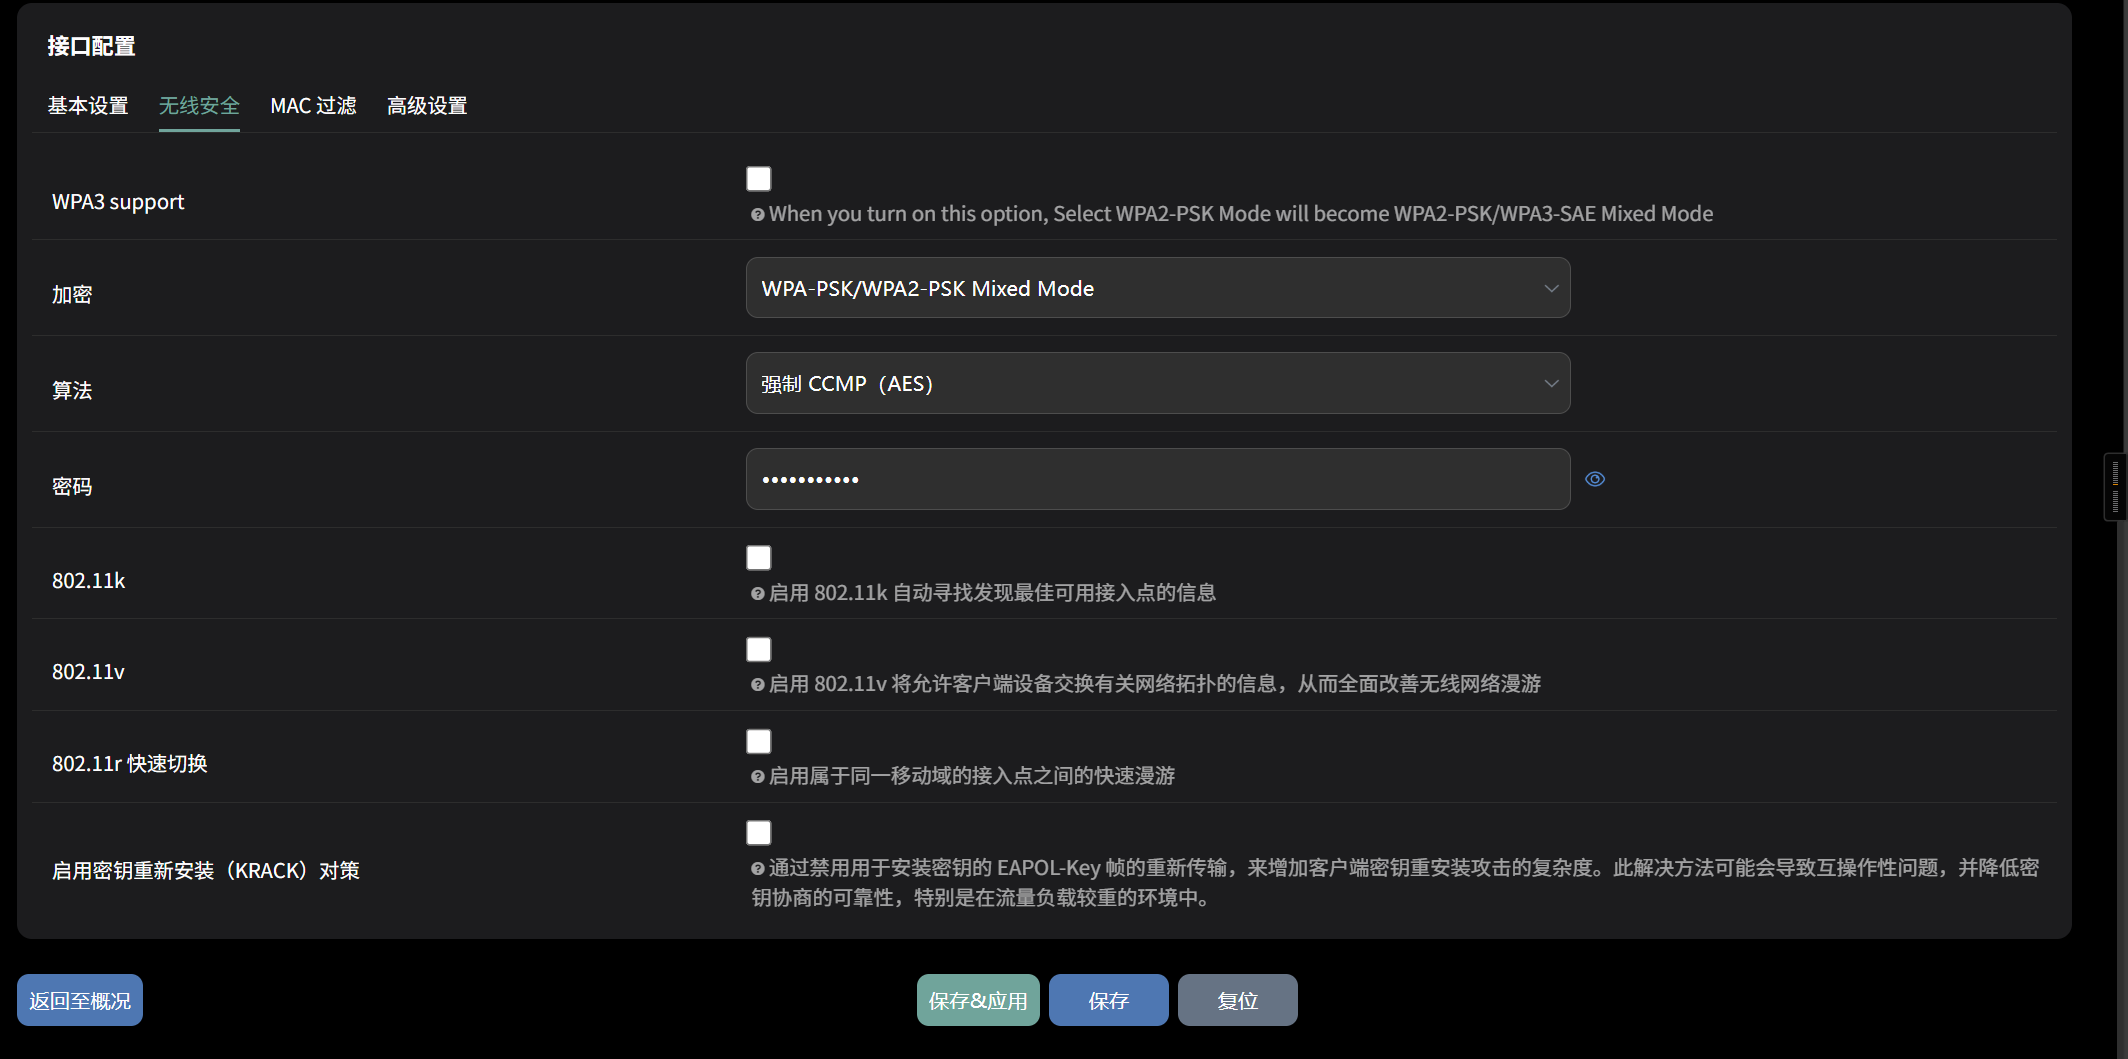 接口配置
基本设置 无线安全 MAC 过滤 高级设置
WPA3 support
When you turn on this option, Select WPA2-PSK Mode will become WPA2-PSK/WPA3-SAE Mixed Mode
加密
WPA-PSK/WPA2-PSK Mixed Mode
算法
强制 CCMP（AES）
密码
•••••••••••
802.11k
启用 802.11k 自动寻找发现最佳可用接入点的信息
802.11v
启用 802.11v 将允许客户端设备交换有关网络拓扑的信息，从而全面改善无线网络漫游
802.11r 快速切换
启用属于同一移动域的接入点之间的快速漫游
启用密钥重新安装（KRACK）对策
通过禁用用于安装密钥的 EAPOL-Key 帧的重新传输，来增加客户端密钥重安装攻击的复杂度。此解决方法可能会导致互操作性问题，并降低密
钥协商的可靠性，特别是在流量负载较重的环境中。
返回至概况 保存&应用 保存 复位